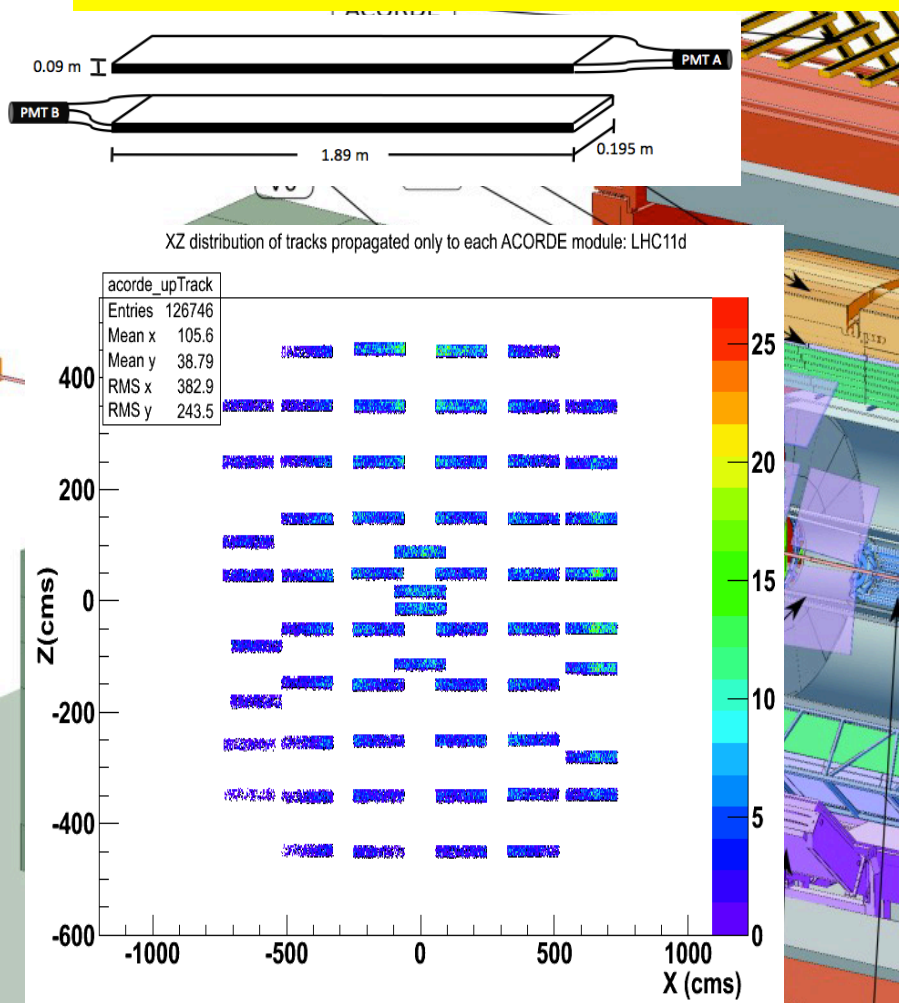 ACORDE
0.09 m
PMT A
PMT B
1.89 m
0.195 m
V0
XZ distribution of tracks propagated only to each ACORDE module: LHC11d
acorde_upTrack
Entries 126746
Mean x 105.6
Mean y 38.79
RMS x 382.9
RMS y 243.5
400
200
0
-200
-400
-600
Z(cms)
-1000
-500
0
500
1000
X (cms)
25
20
15
10
5
0